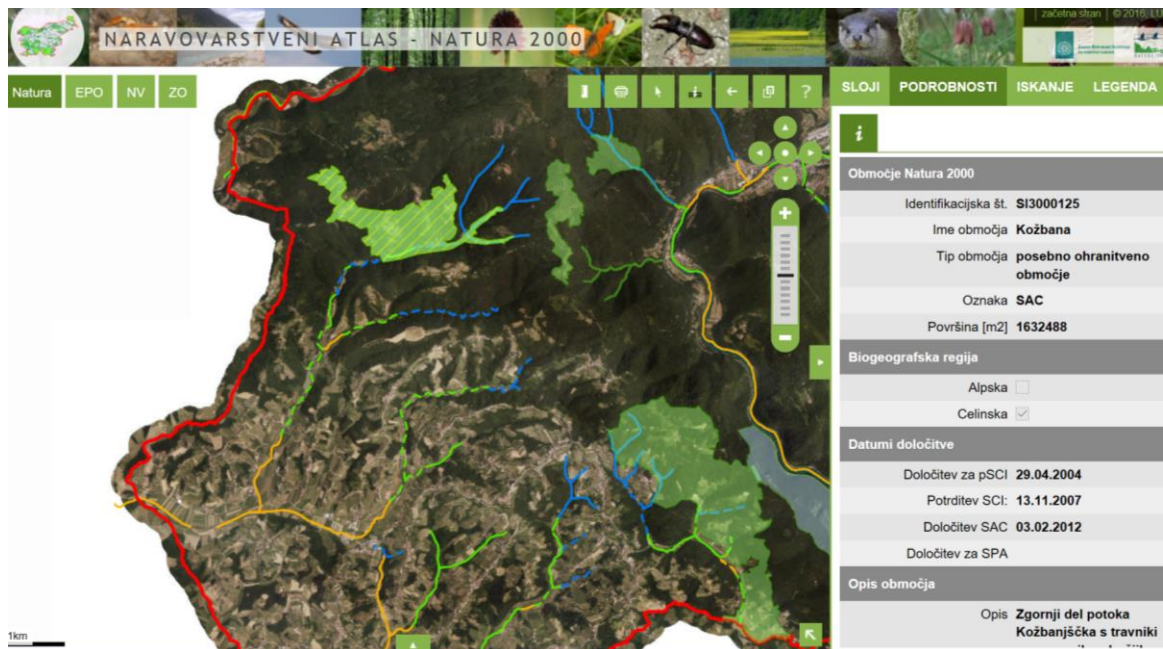 začetna stran | © 2016, LU
NARAVOVARSTVENI ATLAS - NATURA 2000
Natura EPO NV ZO
SLOJI PODROBNOSTI ISKANJE LEGENDA
i
Območje Natura 2000
Identifikacijska št. SI3000125
Ime območja Kožbana
Tip območja posebno ohranitveno
območje
Oznaka SAC
Površina [m2] 1632488
Biogeografska regija
Alpska
Celinska
Datumi določitve
Določitev za pSCI 29.04.2004
Potrditev SCI: 13.11.2007
Določitev SAC 03.02.2012
Določitev za SPA
Opis območja
Opis Zgornji del potoka
Kožbanjščka s travniki
1km